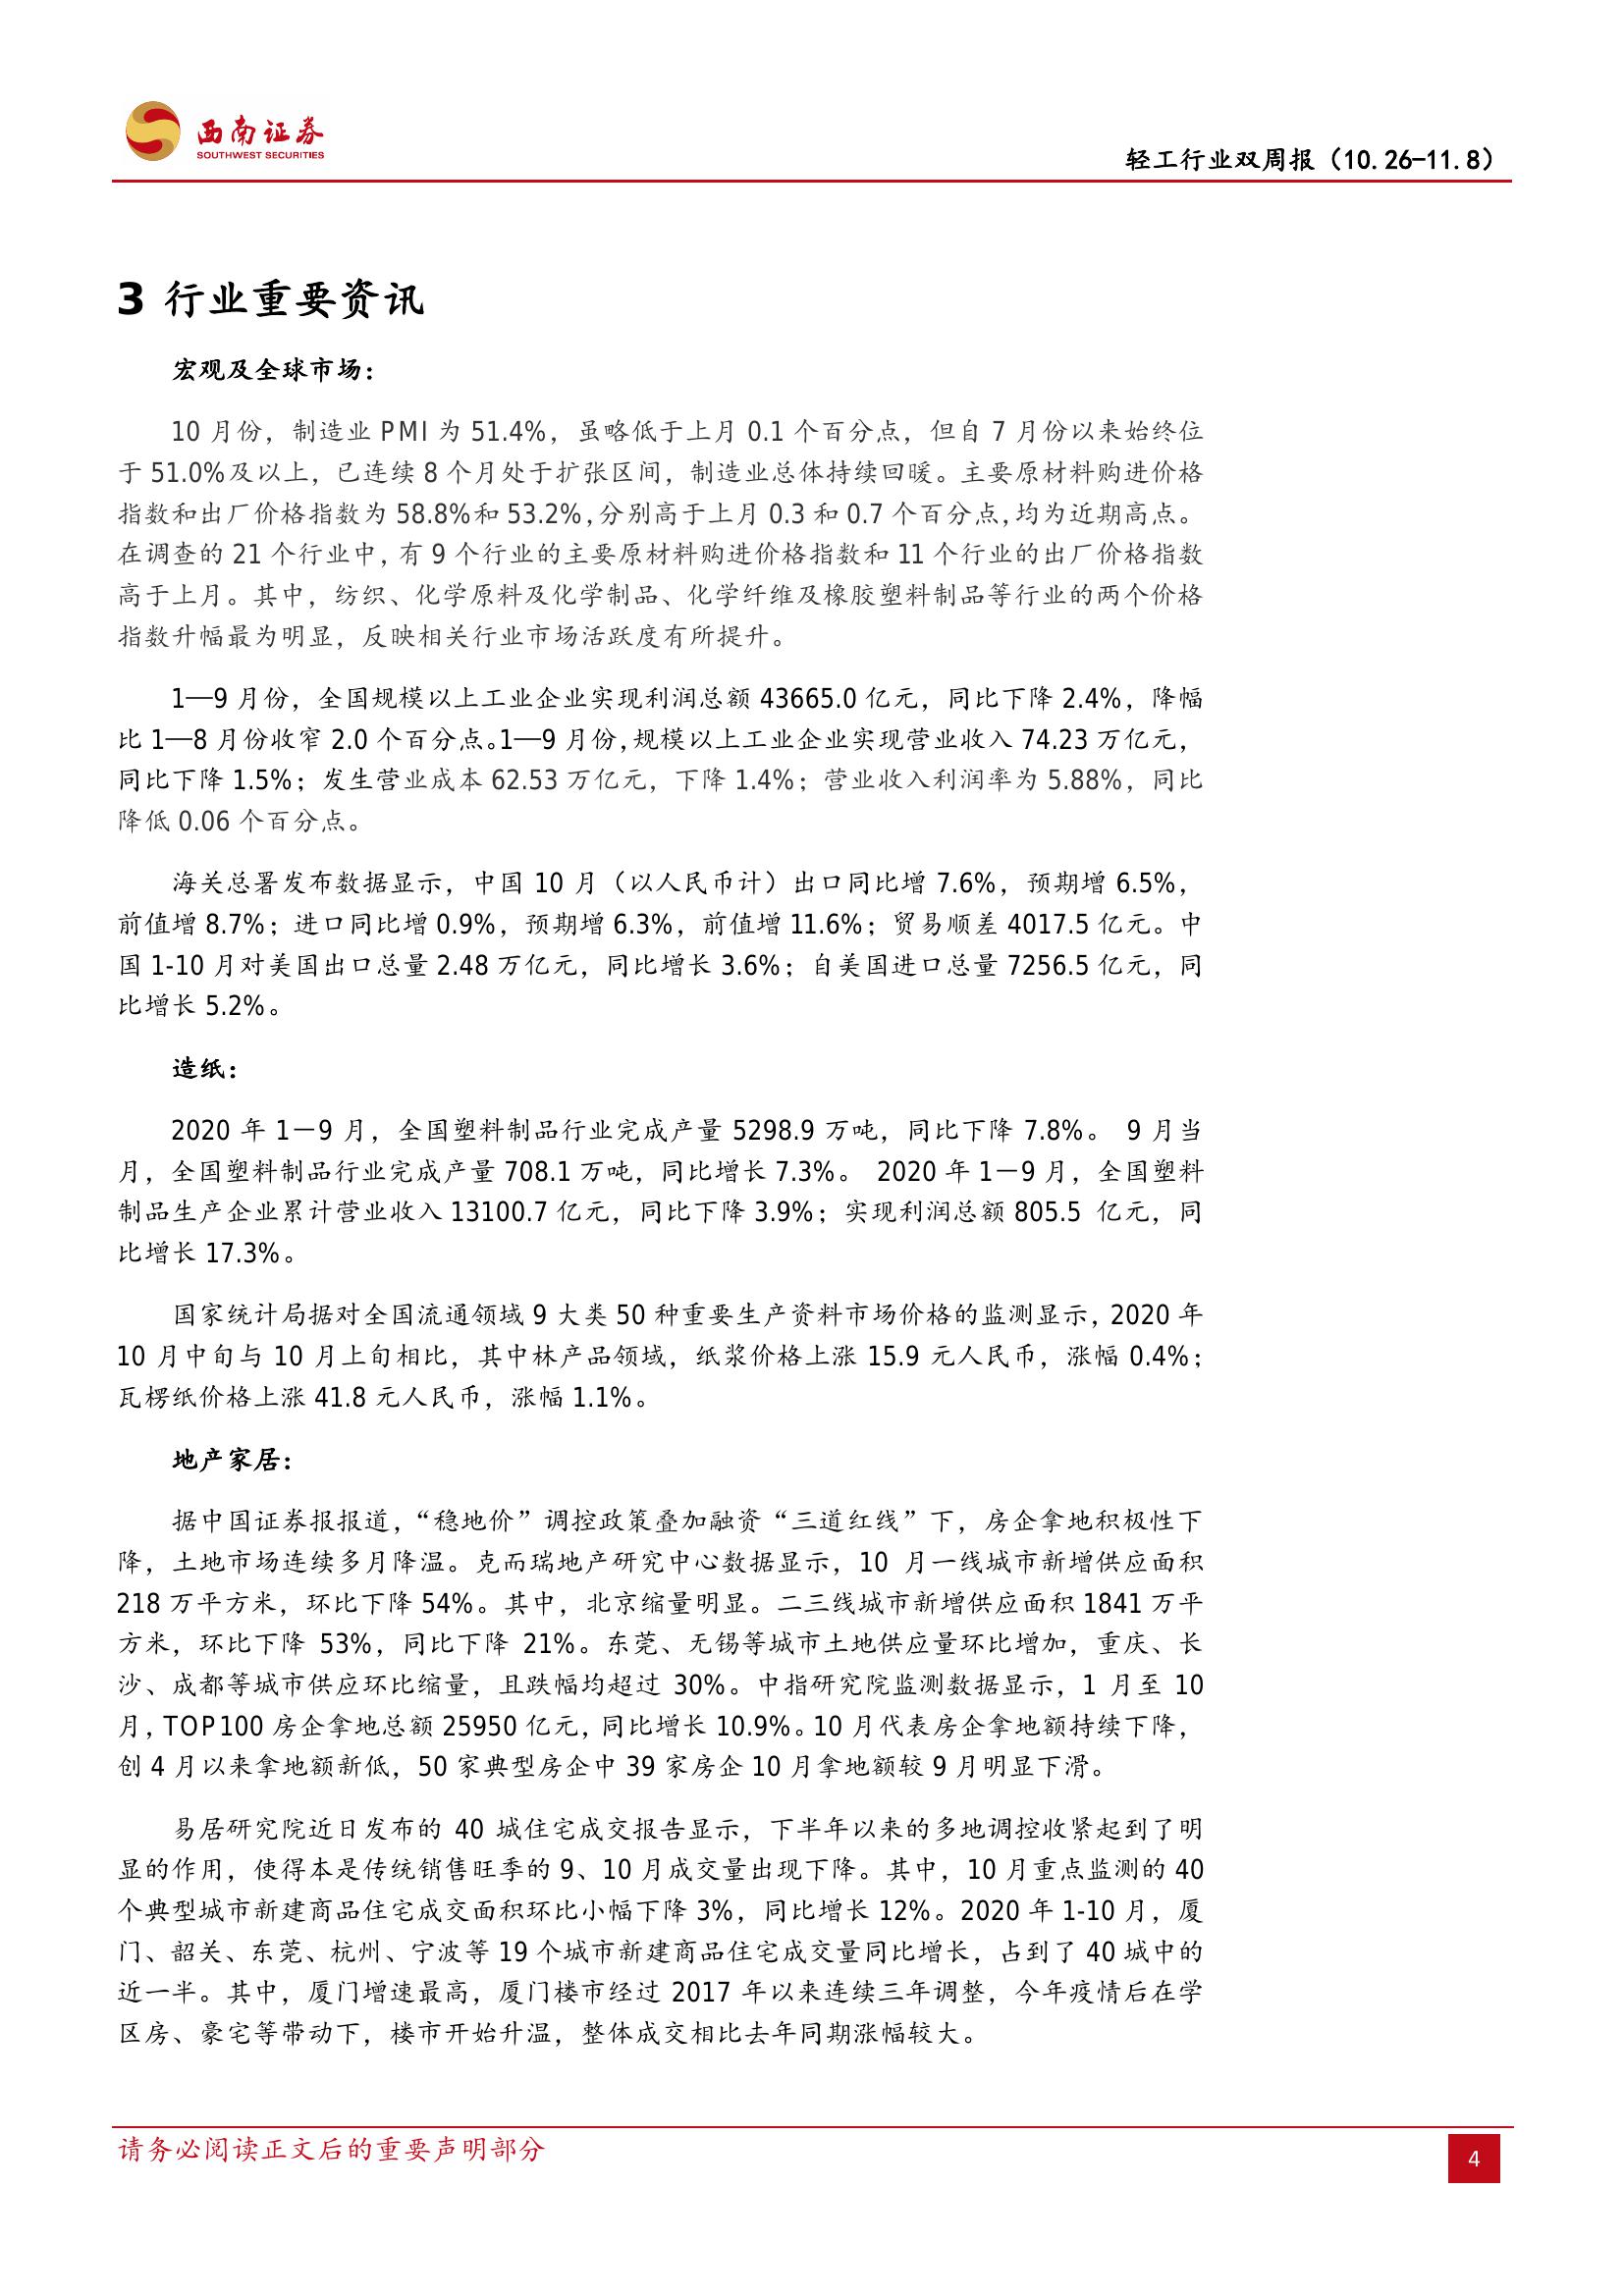 西南证券
SOUTHWEST SECURITIES
轻工行业双周报（10.26-11.8）
3 行业重要资讯
宏观及全球市场：
10 月份，制造业 PMI 为 51.4%，虽略低于上月 0.1 个百分点，但自 7 月份以来始终位
于 51.0%及以上，已连续 8 个月处于扩张区间，制造业总体持续回暖。主要原材料购进价格
指数和出厂价格指数为 58.8%和 53.2%，分别高于上月 0.3 和 0.7 个百分点，均为近期高点。
在调查的 21 个行业中，有 9 个行业的主要原材料购进价格指数和 11 个行业的出厂价格指数
高于上月。其中，纺织、化学原料及化学制品、化学纤维及橡胶塑料制品等行业的两个价格
指数升幅最为明显，反映相关行业市场活跃度有所提升。
1—9 月份，全国规模以上工业企业实现利润总额 43665.0 亿元，同比下降 2.4%，降幅
比 1—8 月份收窄 2.0 个百分点。1—9 月份，规模以上工业企业实现营业收入 74.23 万亿元，
同比下降 1.5%；发生营业成本 62.53 万亿元，下降 1.4%；营业收入利润率为 5.88%，同比
降低 0.06 个百分点。
海关总署发布数据显示，中国 10 月（以人民币计）出口同比增 7.6%，预期增 6.5%，
前值增 8.7%；进口同比增 0.9%，预期增 6.3%，前值增 11.6%；贸易顺差 4017.5 亿元。中
国 1-10 月对美国出口总量 2.48 万亿元，同比增长 3.6%；自美国进口总量 7256.5 亿元，同
比增长 5.2%。
造纸：
2020 年 1－9 月，全国塑料制品行业完成产量 5298.9 万吨，同比下降 7.8%。 9 月当
月，全国塑料制品行业完成产量 708.1 万吨，同比增长 7.3%。 2020 年 1－9 月，全国塑料
制品生产企业累计营业收入 13100.7 亿元，同比下降 3.9%；实现利润总额 805.5 亿元，同
比增长 17.3%。
国家统计局据对全国流通领域 9 大类 50 种重要生产资料市场价格的监测显示，2020 年
10 月中旬与 10 月上旬相比，其中林产品领域，纸浆价格上涨 15.9 元人民币，涨幅 0.4%；
瓦楞纸价格上涨 41.8 元人民币，涨幅 1.1%。
地产家居：
据中国证券报报道，“稳地价”调控政策叠加融资“三道红线”下，房企拿地积极性下
降，土地市场连续多月降温。克而瑞地产研究中心数据显示，10 月一线城市新增供应面积
218 万平方米，环比下降 54%。其中，北京缩量明显。二三线城市新增供应面积 1841 万平
方米，环比下降 53%，同比下降 21%。东莞、无锡等城市土地供应量环比增加，重庆、长
沙、成都等城市供应环比缩量，且跌幅均超过 30%。中指研究院监测数据显示，1 月至 10
月，TOP100 房企拿地总额 25950 亿元，同比增长 10.9%。10 月代表房企拿地额持续下降，
创 4 月以来拿地额新低，50 家典型房企中 39 家房企 10 月拿地额较 9 月明显下滑。
易居研究院近日发布的 40 城住宅成交报告显示，下半年以来的多地调控收紧起到了明
显的作用，使得本是传统销售旺季的 9、10 月成交量出现下降。其中，10 月重点监测的 40
个典型城市新建商品住宅成交面积环比小幅下降 3%，同比增长 12%。2020 年 1-10 月，厦
门、韶关、东莞、杭州、宁波等 19 个城市新建商品住宅成交量同比增长，占到了 40 城中的
近一半。其中，厦门增速最高，厦门楼市经过 2017 年以来连续三年调整，今年疫情后在学
区房、豪宅等带动下，楼市开始升温，整体成交相比去年同期涨幅较大。
请务必阅读正文后的重要声明部分
4